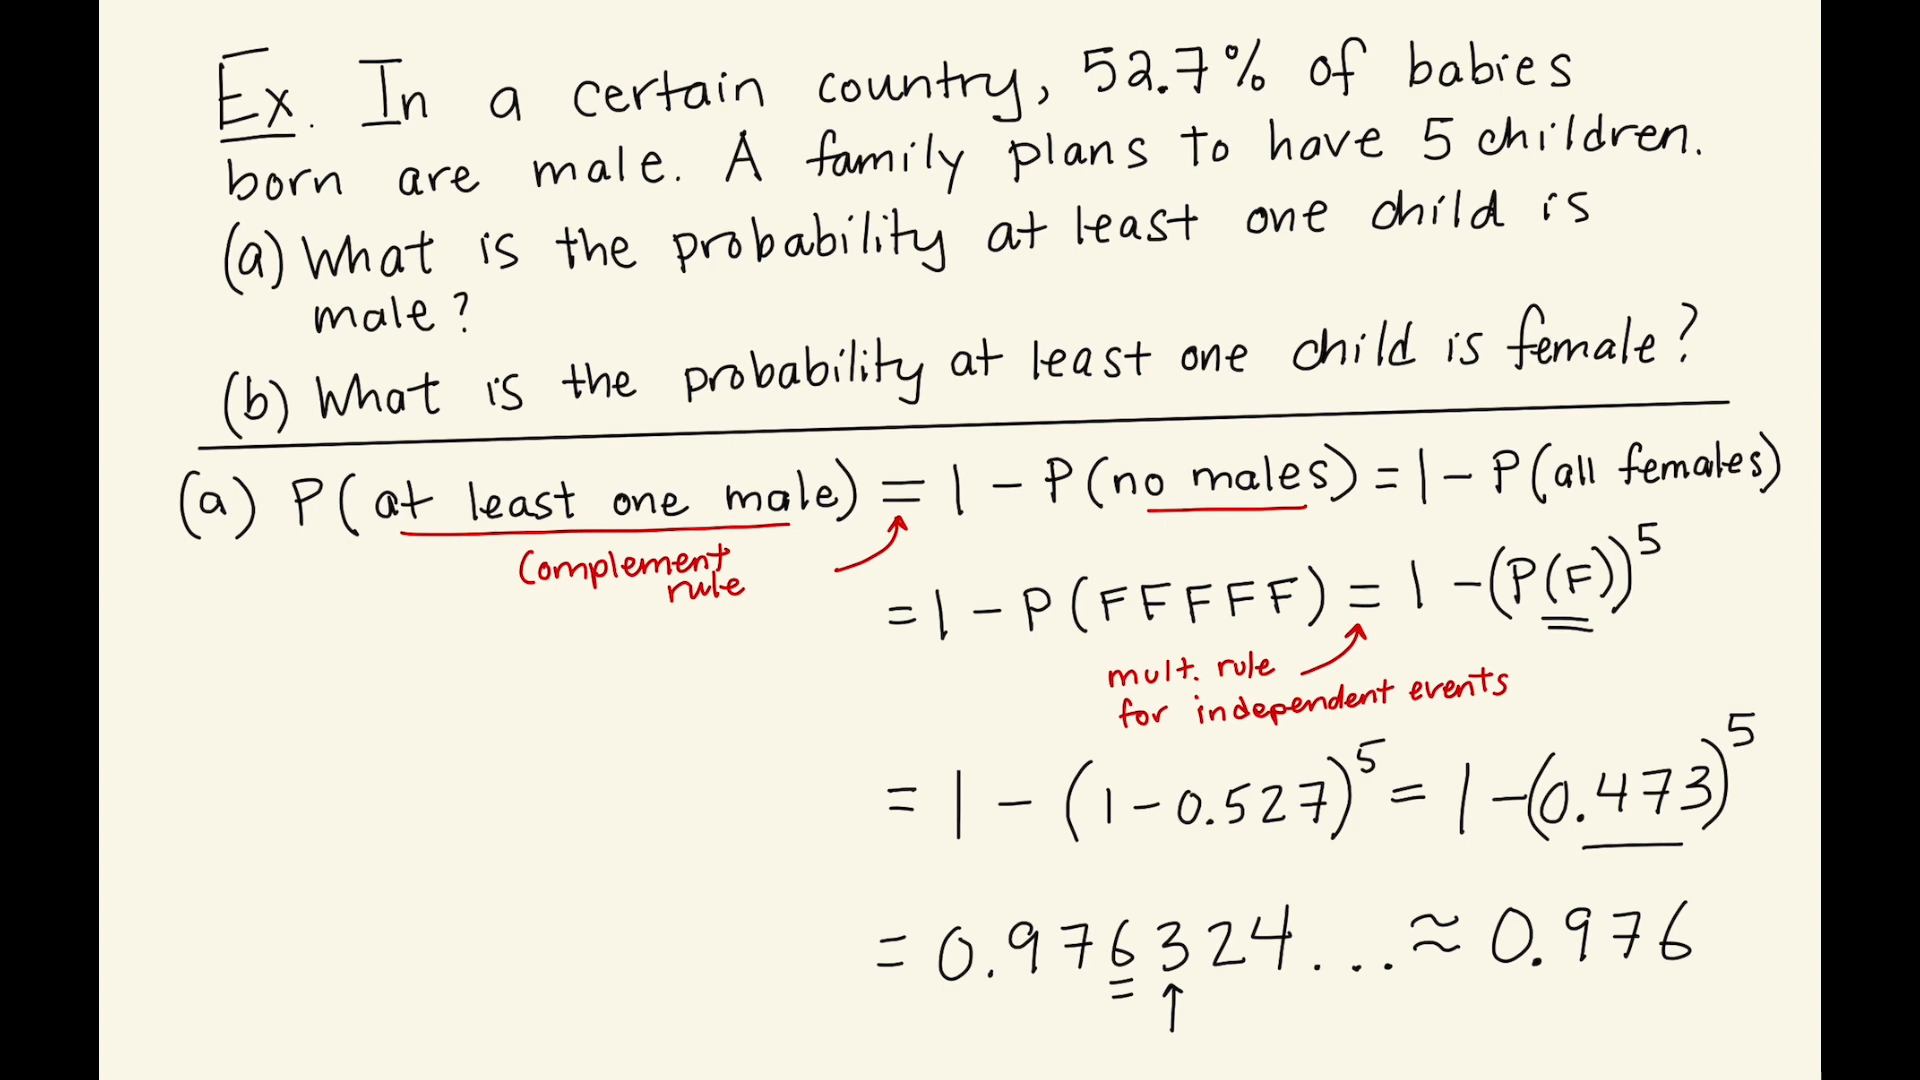 Ex. In a certain country, 52.7% of babies
born are male. A family plans to have 5 children.
(a) What is the probability at least one child is
male?
(b) What is the probability at least one child is female?
(a) P(at least one male) = 1 - P(no males) = 1 - P(all females)
Complement
rule
= 1 - P(FFFFF) = 1 - (P(F))⁵
mult. rule
for independent events
= 1 - (1 - 0.527)⁵ = 1 - (0.473)⁵
= 0.976324... ≈ 0.976